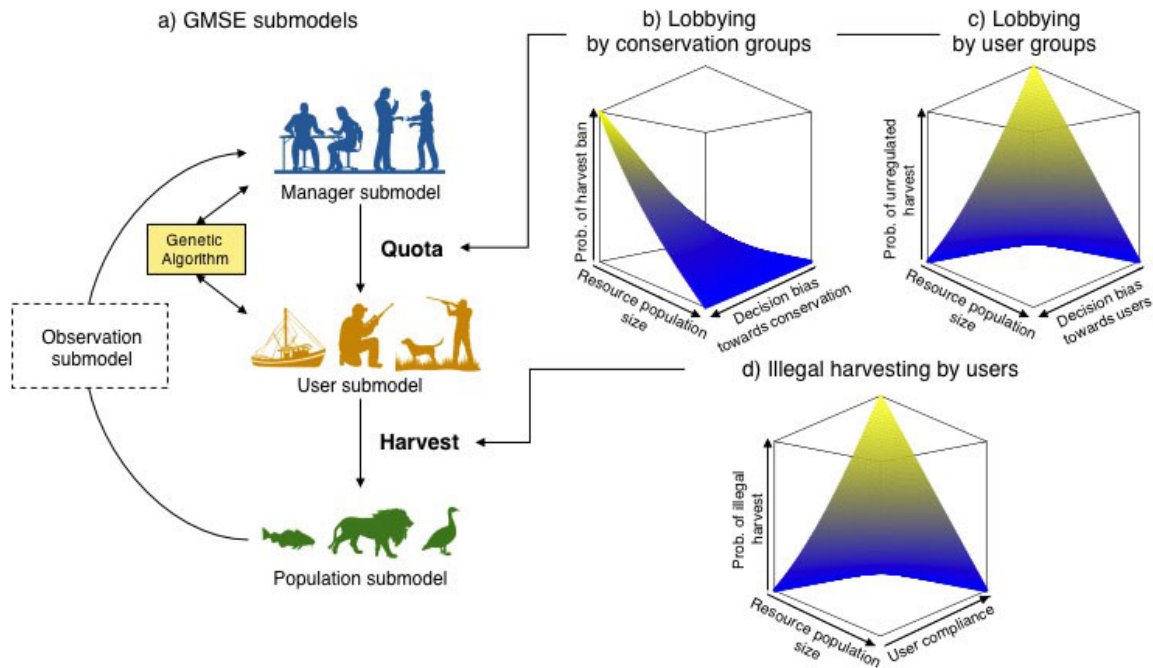 a) GMSE submodels
Manager submodel
Genetic
Algorithm
Quota
Observation
submodel
User submodel
Harvest
Population submodel
b) Lobbying
by conservation groups
Prob. of harvest ban
Resource population
size
Decision bias
towards conservation
c) Lobbying
by user groups
Prob. of unregulated
harvest
Resource population
size
Decision bias
towards users
d) Illegal harvesting by users
Prob. of illegal
harvest
Resource population
size
User compliance